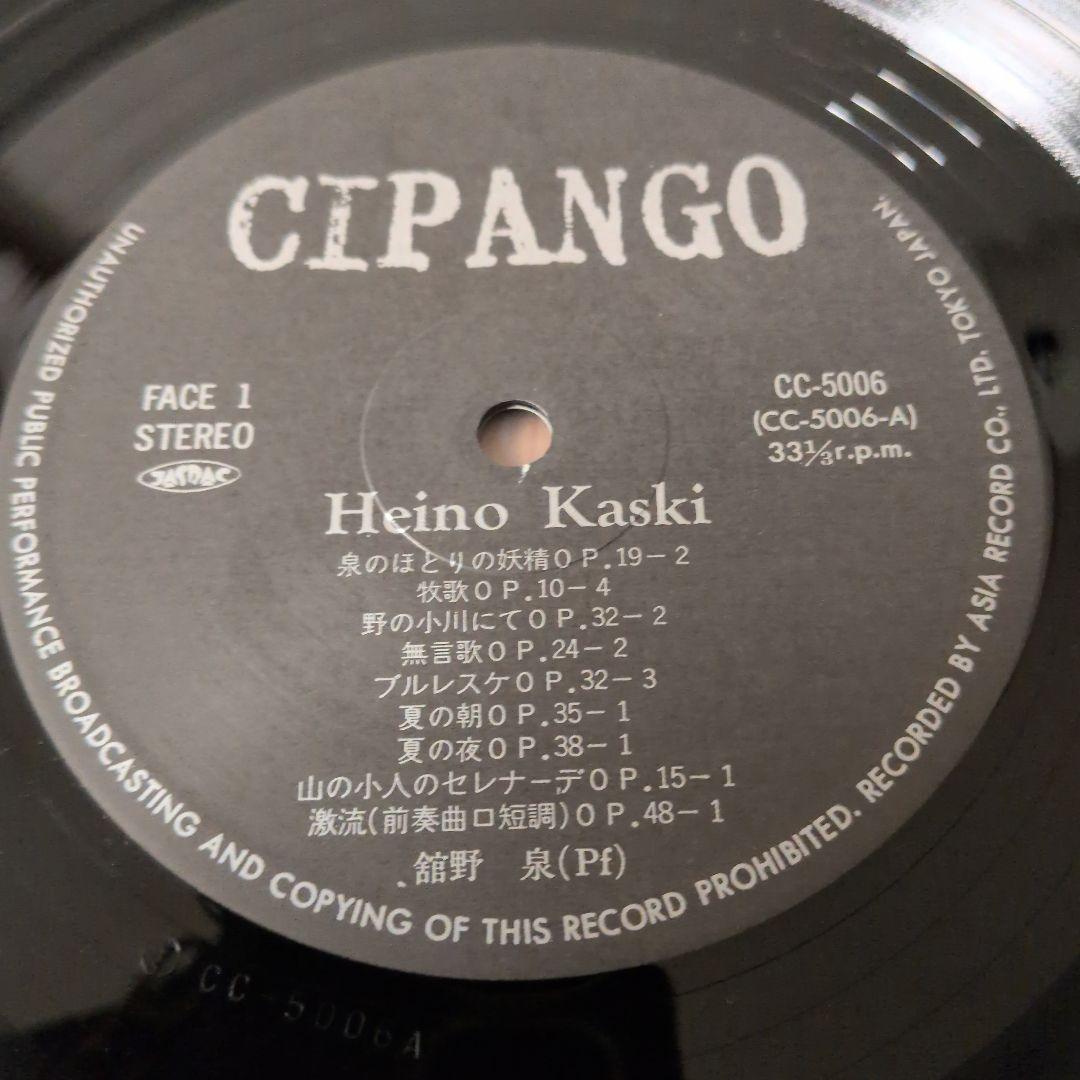 CIPANGO
FACE 1
STEREO
JASRAC
CC-5006
(CC-5006-A)
33⅓r.p.m.
Heino Kaski
泉のほとりの妖精OP.19-2
牧歌OP.10-4
野の小川にてOP.32-2
無言歌OP.24-2
ブルレスケOP.32-3
夏の朝OP.35-1
夏の夜OP.38-1
山の小人のセレナーデOP.15-1
激流(前奏曲ロ短調)OP.48-1
舘野 泉(Pf)
UNAUTHORIZED PUBLIC PERFORMANCE BROADCASTING AND COPYING OF THIS RECORD PROHIBITED. RECORDED BY ASIA RECORD CO., LTD, TOKYO JAPAN.
CC-5006A